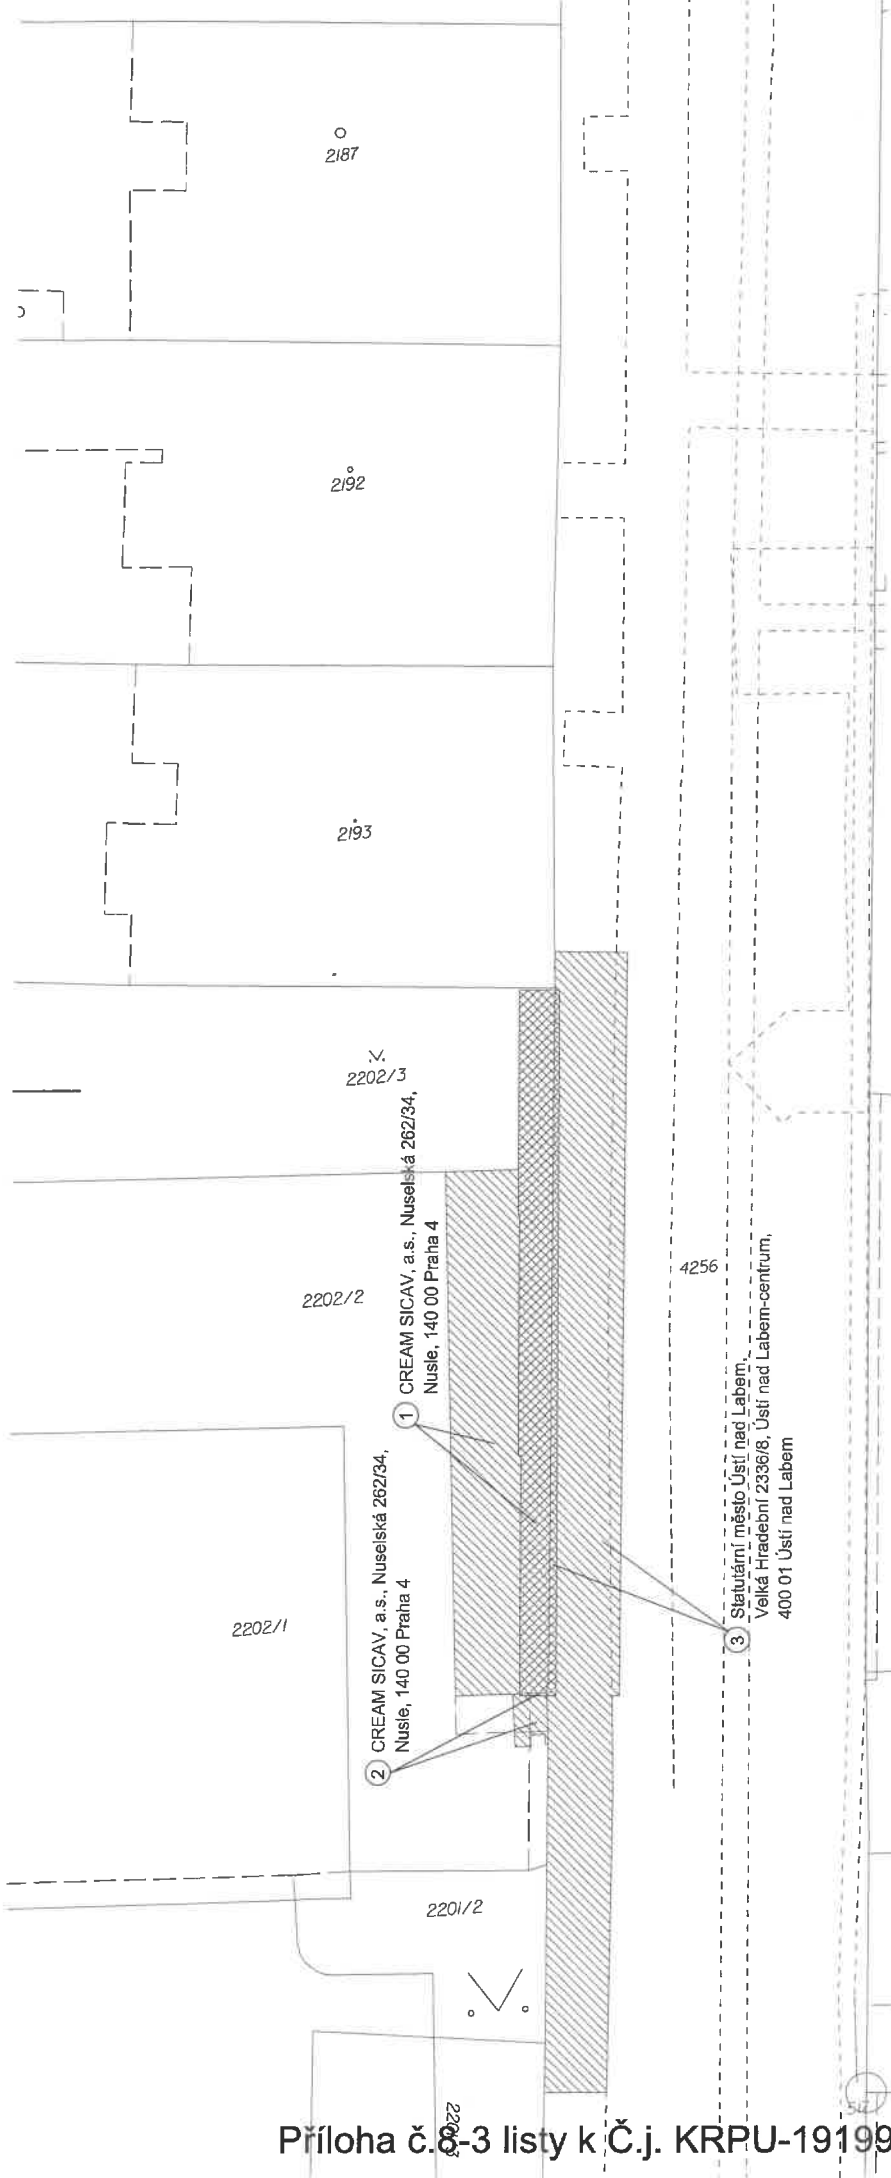 2187
2192
2193
2202/3
2202/2
① CREAM SICAV, a.s., Nuselská 262/34,
Nusle, 140 00 Praha 4
4256
2202/1
② CREAM SICAV, a.s., Nuselská 262/34,
Nusle, 140 00 Praha 4
③ Statutární město Ústí nad Labem,
Velká Hradební 2336/8, Ústí nad Labem-centrum,
400 01 Ústí nad Labem
2201/2
Příloha č.8-3 listy k Č.j. KRPU-19199